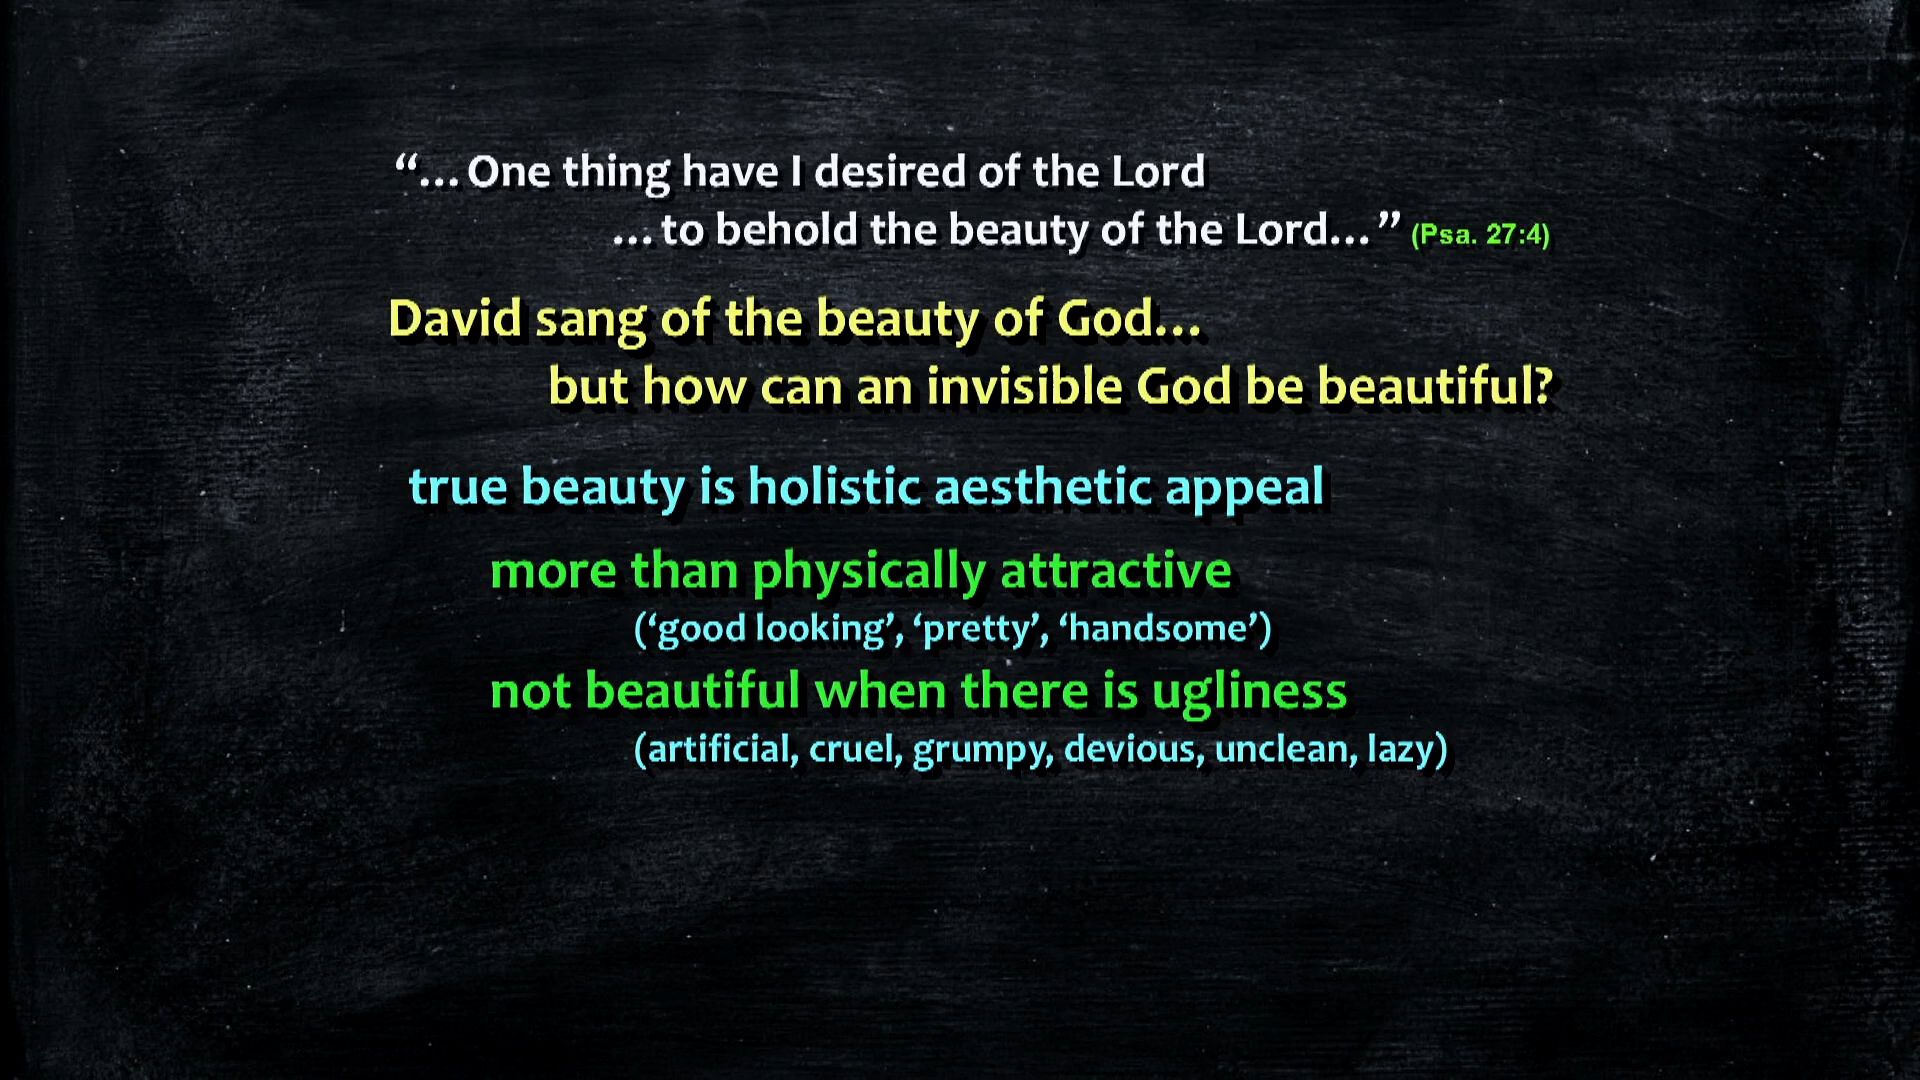 “… One thing have I desired of the Lord
… to behold the beauty of the Lord… ” (Psa. 27:4)
David sang of the beauty of God…
but how can an invisible God be beautiful?
true beauty is holistic aesthetic appeal
more than physically attractive
(‘good looking’, ‘pretty’, ‘handsome’)
not beautiful when there is ugliness
(artificial, cruel, grumpy, devious, unclean, lazy)